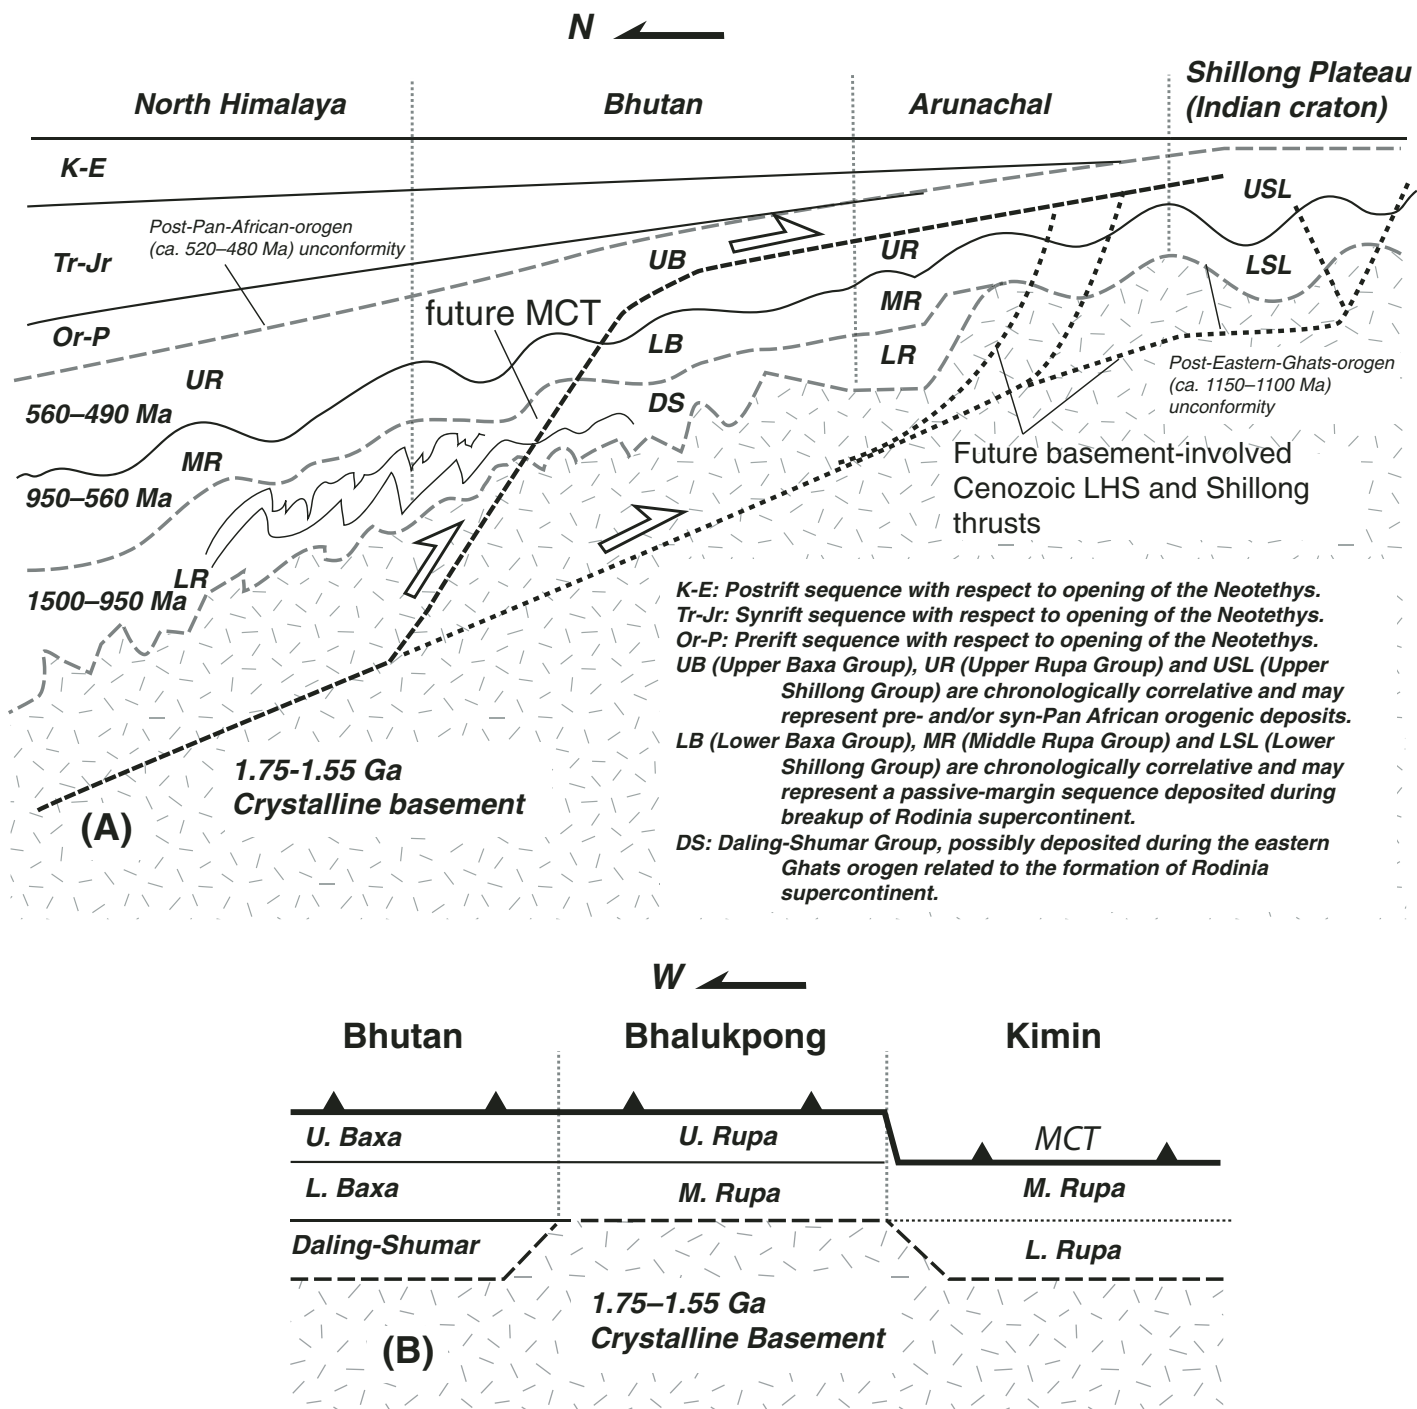 N
North Himalaya
Bhutan
Arunachal
Shillong Plateau
(Indian craton)
K-E
Post-Pan-African-orogen
(ca. 520–480 Ma) unconformity
Tr-Jr
Or-P
future MCT
UB
UR
USL
LSL
UR
560–490 Ma
LB
MR
LR
MR
950–560 Ma
DS
Post-Eastern-Ghats-orogen
(ca. 1150–1100 Ma)
unconformity
Future basement-involved
Cenozoic LHS and Shillong
thrusts
LR
1500–950 Ma
K-E: Postrift sequence with respect to opening of the Neotethys.
Tr-Jr: Synrift sequence with respect to opening of the Neotethys.
Or-P: Prerift sequence with respect to opening of the Neotethys.
UB (Upper Baxa Group), UR (Upper Rupa Group) and USL (Upper
Shillong Group) are chronologically correlative and may
represent pre- and/or syn-Pan African orogenic deposits.
LB (Lower Baxa Group), MR (Middle Rupa Group) and LSL (Lower
Shillong Group) are chronologically correlative and may
represent a passive-margin sequence deposited during
breakup of Rodinia supercontinent.
DS: Daling-Shumar Group, possibly deposited during the eastern
Ghats orogen related to the formation of Rodinia
supercontinent.
1.75-1.55 Ga
Crystalline basement
(A)
W
Bhutan
Bhalukpong
Kimin
U. Baxa
U. Rupa
MCT
L. Baxa
M. Rupa
M. Rupa
Daling-Shumar
L. Rupa
1.75–1.55 Ga
Crystalline Basement
(B)